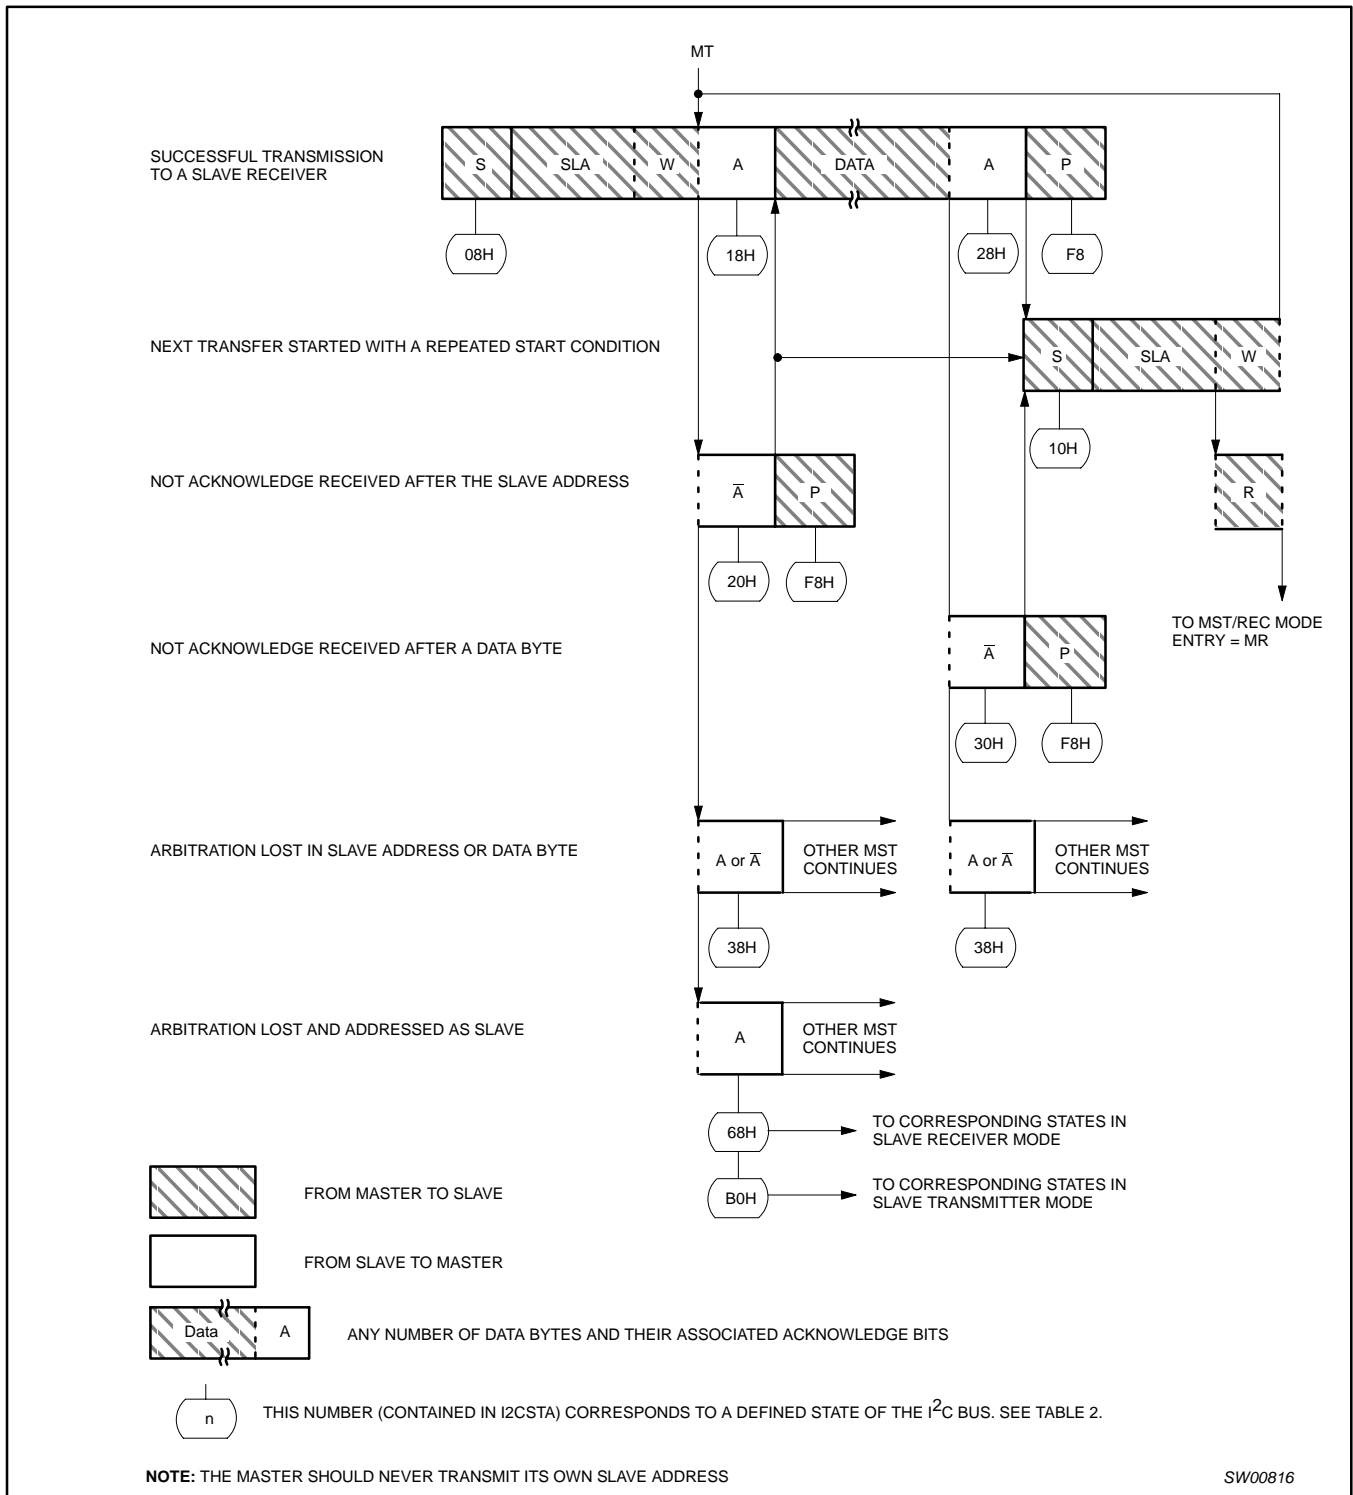 MT
SUCCESSFUL TRANSMISSION
TO A SLAVE RECEIVER
S SLA W A DATA A P
08H 18H 28H F8
NEXT TRANSFER STARTED WITH A REPEATED START CONDITION
S SLA W
10H
NOT ACKNOWLEDGE RECEIVED AFTER THE SLAVE ADDRESS
A̅ P R
20H F8H
TO MST/REC MODE
ENTRY = MR
NOT ACKNOWLEDGE RECEIVED AFTER A DATA BYTE
A̅ P
30H F8H
ARBITRATION LOST IN SLAVE ADDRESS OR DATA BYTE
A or A̅ OTHER MST
CONTINUES
A or A̅ OTHER MST
CONTINUES
38H 38H
ARBITRATION LOST AND ADDRESSED AS SLAVE
A OTHER MST
CONTINUES
68H TO CORRESPONDING STATES IN
SLAVE RECEIVER MODE
B0H TO CORRESPONDING STATES IN
SLAVE TRANSMITTER MODE
FROM MASTER TO SLAVE
FROM SLAVE TO MASTER
Data A ANY NUMBER OF DATA BYTES AND THEIR ASSOCIATED ACKNOWLEDGE BITS
n THIS NUMBER (CONTAINED IN I2CSTA) CORRESPONDS TO A DEFINED STATE OF THE I²C BUS. SEE TABLE 2.
NOTE: THE MASTER SHOULD NEVER TRANSMIT ITS OWN SLAVE ADDRESS
SW00816